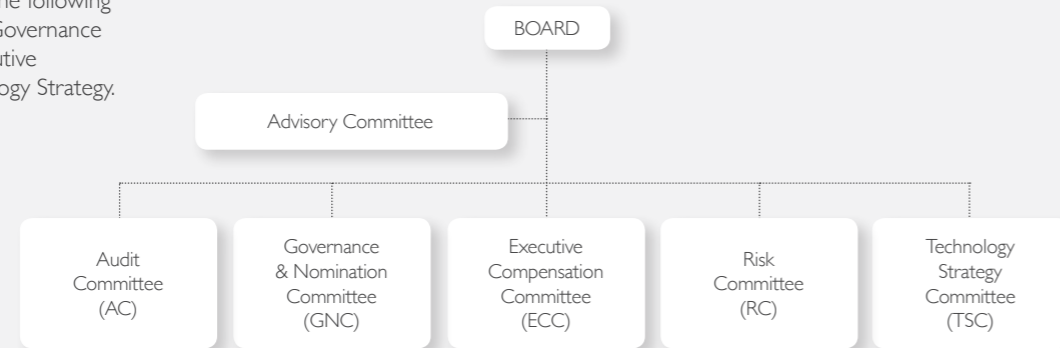 he following
Governance
utive
ogy Strategy.
BOARD
Advisory Committee
Audit
Committee
(AC)
Governance
& Nomination
Committee
(GNC)
Executive
Compensation
Committee
(ECC)
Risk
Committee
(RC)
Technology
Strategy
Committee
(TSC)